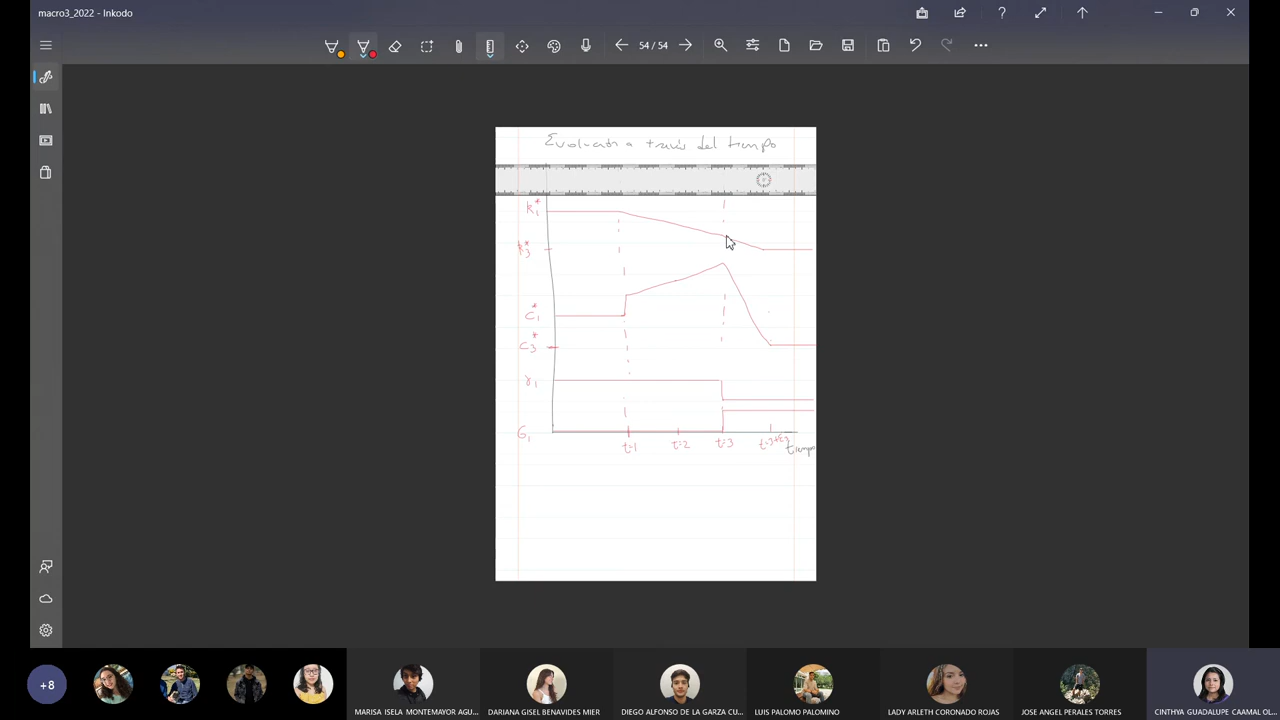 macro3_2022 - Inkodo
54 / 54
Evolución a través del tiempo
k₁*
k₃*
c₁*
c₃*
γ₁
G₁
t=1
t=2
t=3
tiempo
+8
MARISA ISELA MONTEMAYOR AGU...
DARIANA GISEL BENAVIDES MIER
DIEGO ALFONSO DE LA GARZA CU...
LUIS PALOMO PALOMINO
LADY ARLETH CORONADO ROJAS
JOSE ANGEL PERALES TORRES
CINTHYA GUADALUPE CAAMAL OL...